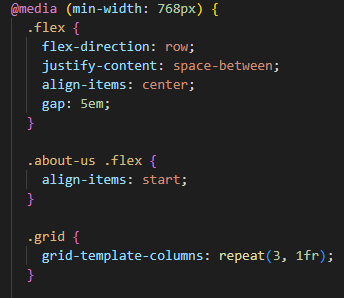 @media (min-width: 768px) {
.flex {
flex-direction: row;
justify-content: space-between;
align-items: center;
gap: 5em;
}
.about-us .flex {
align-items: start;
}
.grid {
grid-template-columns: repeat(3, 1fr);
}